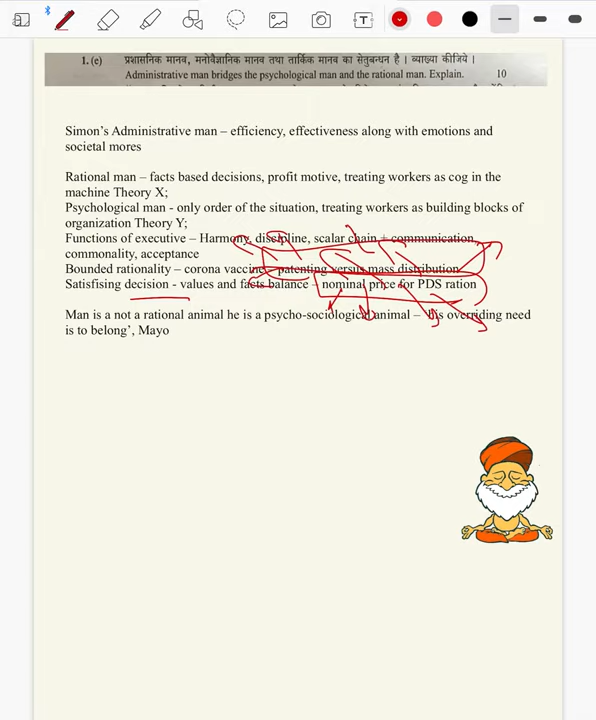 1. (e) प्रशासनिक मानव, मनोवैज्ञानिक मानव तथा तार्किक मानव का सेतुबन्धन है । व्याख्या कीजिये ।
Administrative man bridges the psychological man and the rational man. Explain. 10
Simon's Administrative man – efficiency, effectiveness along with emotions and
societal mores
Rational man – facts based decisions, profit motive, treating workers as cog in the
machine Theory X;
Psychological man - only order of the situation, treating workers as building blocks of
organization Theory Y;
Functions of executive – Harmony, discipline, scalar chain + communication,
commonality, acceptance
Bounded rationality – corona vaccine – patenting versus mass distribution
Satisfising decision - values and facts balance – nominal price for PDS ration
Man is a not a rational animal he is a psycho-sociological animal – 'his overriding need
is to belong', Mayo